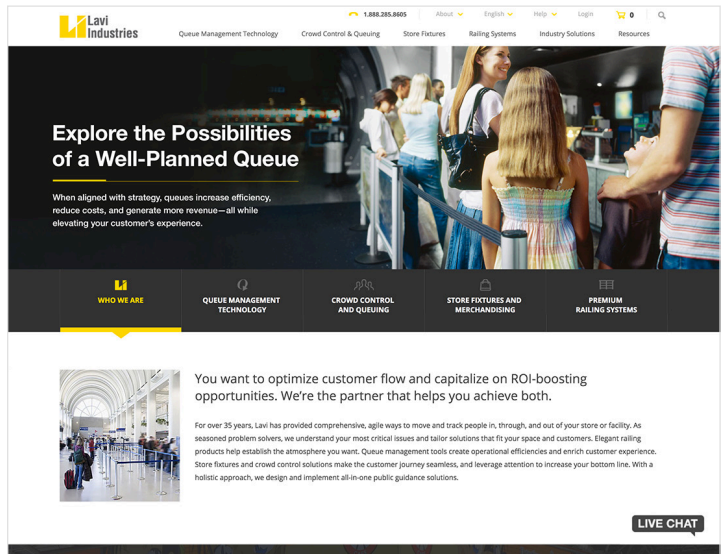 Lavi
Industries
1.888.285.8605 About English Help Login 0
Queue Management Technology Crowd Control & Queuing Store Fixtures Railing Systems Industry Solutions Resources
Explore the Possibilities
of a Well-Planned Queue
When aligned with strategy, queues increase efficiency,
reduce costs, and generate more revenue—all while
elevating your customer's experience.
WHO WE ARE
QUEUE MANAGEMENT
TECHNOLOGY
CROWD CONTROL
AND QUEUING
STORE FIXTURES AND
MERCHANDISING
PREMIUM
RAILING SYSTEMS
You want to optimize customer flow and capitalize on ROI-boosting
opportunities. We're the partner that helps you achieve both.
For over 35 years, Lavi has provided comprehensive, agile ways to move and track people in, through, and out of your store or facility. As
seasoned problem solvers, we understand your most critical issues and tailor solutions that fit your space and customers. Elegant railing
products help establish the atmosphere you want. Queue management tools create operational efficiencies and enrich customer experience.
Store fixtures and crowd control solutions make the customer journey seamless, and leverage attention to increase your bottom line. With a
holistic approach, we design and implement all-in-one public guidance solutions.
LIVE CHAT